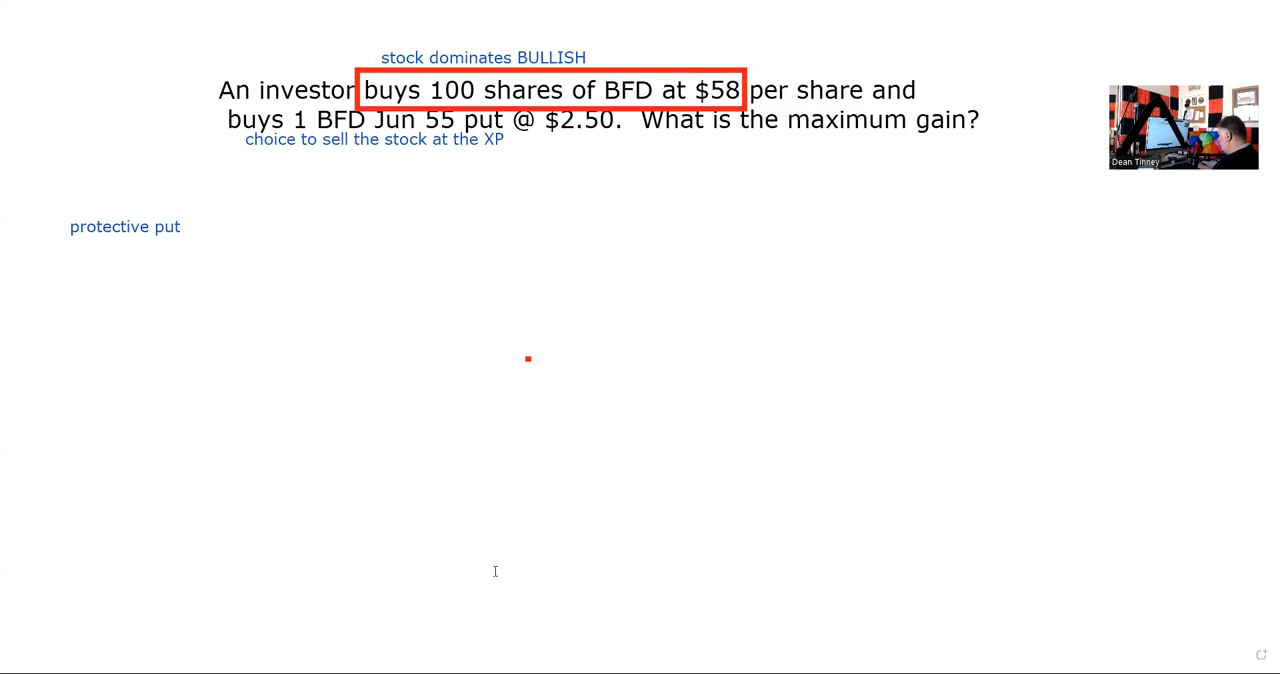 stock dominates BULLISH
An investor buys 100 shares of BFD at $58 per share and
buys 1 BFD Jun 55 put @ $2.50. What is the maximum gain?
choice to sell the stock at the XP
Dean Tinney
protective put